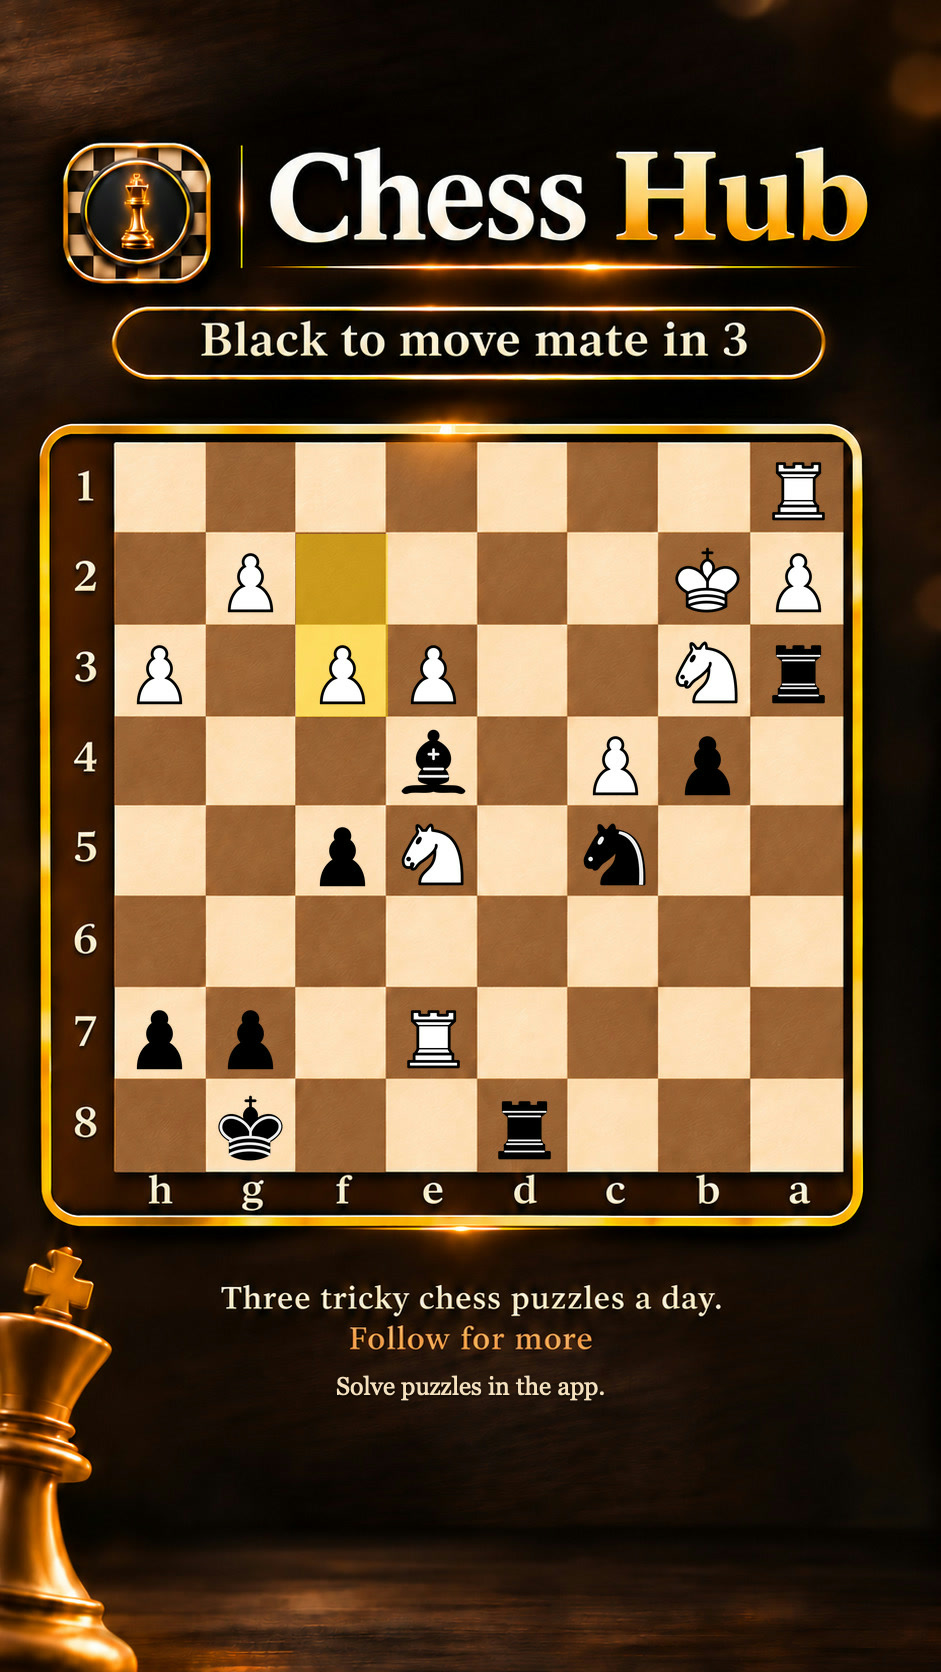 Chess Hub
Black to move mate in 3
1
2
3
4
5
6
7
8
h g f e d c b a
Three tricky chess puzzles a day.
Follow for more
Solve puzzles in the app.